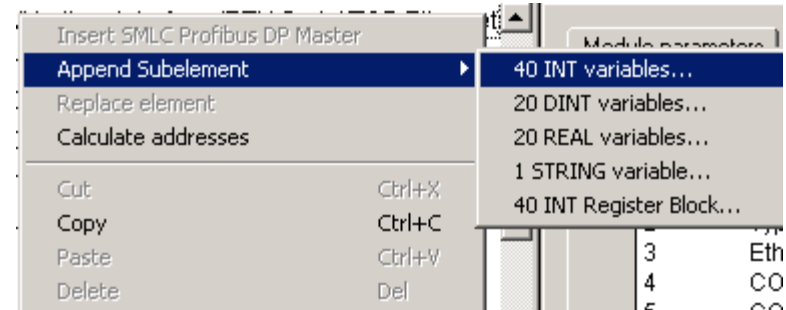 Insert SMLC Profibus DP Master
Append Subelement
Replace element
Calculate addresses
Cut Ctrl+X
Copy Ctrl+C
Paste Ctrl+V
Delete Del
Module parameters
40 INT variables...
20 DINT variables...
20 REAL variables...
1 STRING variable...
40 INT Register Block...
3 Eth
4 CO